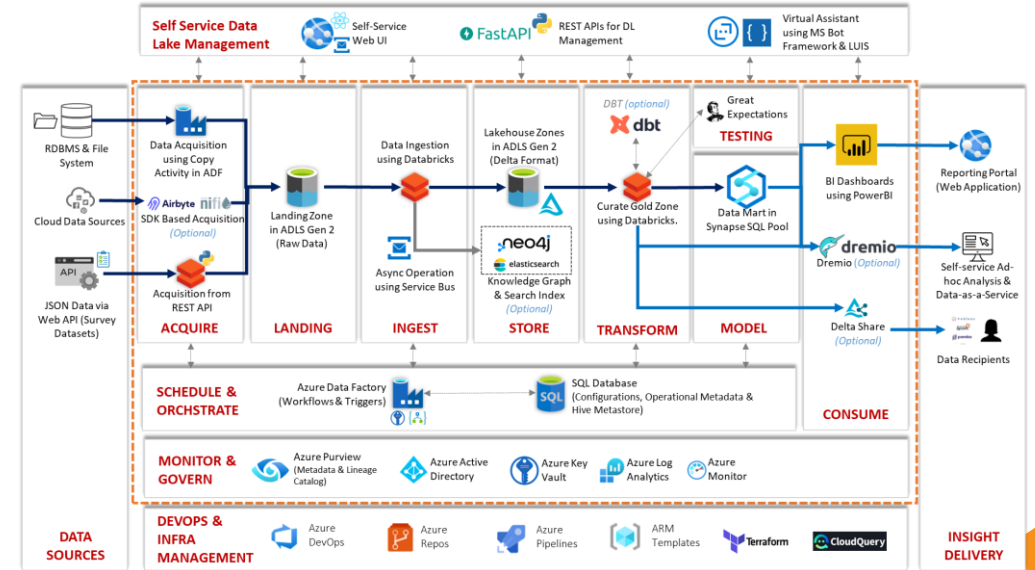 Self Service Data
Lake Management
Self-Service
Web UI
FastAPI
REST APIs for DL
Management
Virtual Assistant
using MS Bot
Framework & LUIS
RDBMS & File
System
Cloud Data Sources
API
JSON Data via
Web API (Survey
Datasets)
DATA
SOURCES
Data Acquisition
using Copy
Activity in ADF
Airbyte
nifi
SDK Based Acquisition
(Optional)
Acquisition from
REST API
ACQUIRE
Landing Zone
in ADLS Gen 2
(Raw Data)
LANDING
Data Ingestion
using Databricks
Async Operation
using Service Bus
INGEST
Lakehouse Zones
in ADLS Gen 2
(Delta Format)
neo4j
elasticsearch
Knowledge Graph
& Search Index
(Optional)
STORE
DBT (optional)
dbt
Curate Gold Zone
using Databricks.
TRANSFORM
Great
Expectations
TESTING
Data Mart in
Synapse SQL Pool
MODEL
BI Dashboards
using PowerBI
dremio
Dremio (Optional)
Delta Share
(Optional)
CONSUME
Reporting Portal
(Web Application)
Self-service Ad-
hoc Analysis &
Data-as-a-Service
Data Recipients
INSIGHT
DELIVERY
SCHEDULE &
ORCHSTRATE
Azure Data Factory
(Workflows & Triggers)
SQL
SQL Database
(Configurations, Operational Metadata &
Hive Metastore)
MONITOR &
GOVERN
Azure Purview
(Metadata & Lineage
Catalog)
Azure Active
Directory
Azure Key
Vault
Azure Log
Analytics
Azure
Monitor
DEVOPS &
INFRA
MANAGEMENT
Azure
DevOps
Azure
Repos
Azure
Pipelines
ARM
Templates
Terraform
CloudQuery